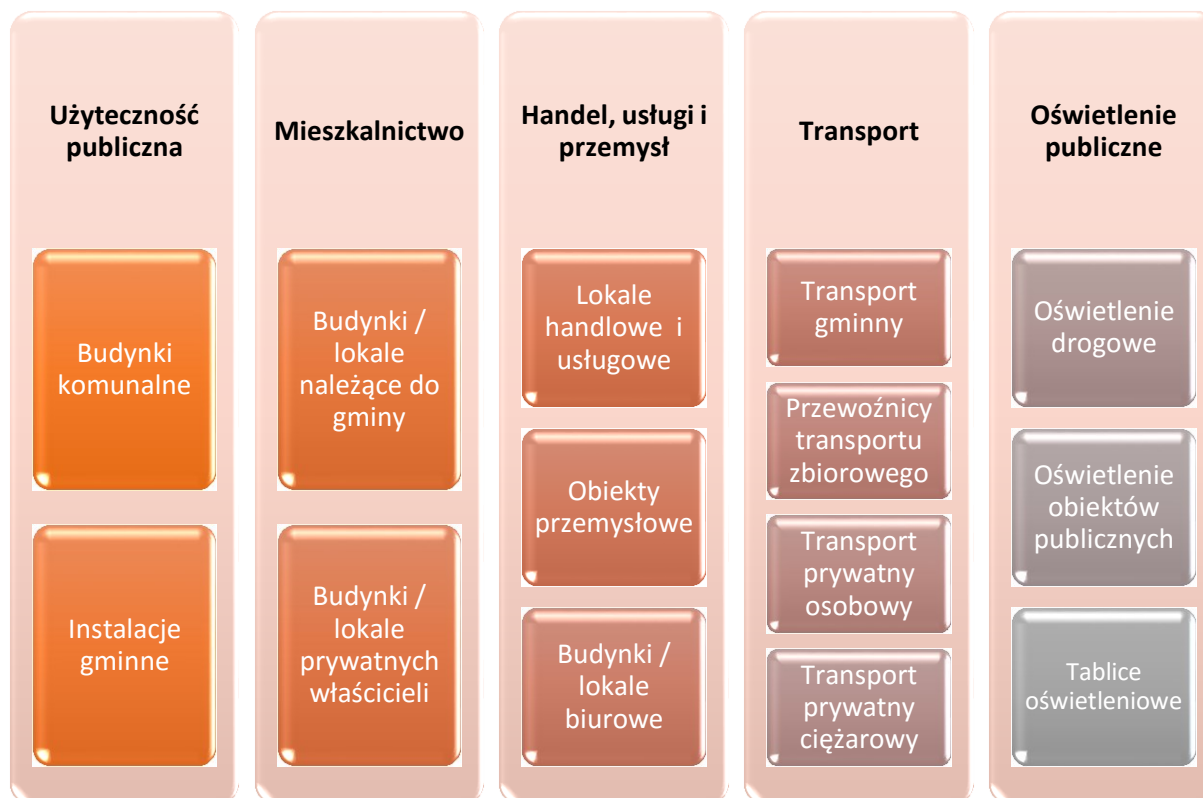 Użyteczność
publiczna
Budynki
komunalne
Instalacje
gminne
Mieszkalnictwo
Budynki /
lokale
należące do
gminy
Budynki /
lokale
prywatnych
właścicieli
Handel, usługi i
przemysł
Lokale
handlowe i
usługowe
Obiekty
przemysłowe
Budynki /
lokale
biurowe
Transport
Transport
gminny
Przewoźnicy
transportu
zbiorowego
Transport
prywatny
osobowy
Transport
prywatny
ciężarowy
Oświetlenie
publiczne
Oświetlenie
drogowe
Oświetlenie
obiektów
publicznych
Tablice
oświetleniowe